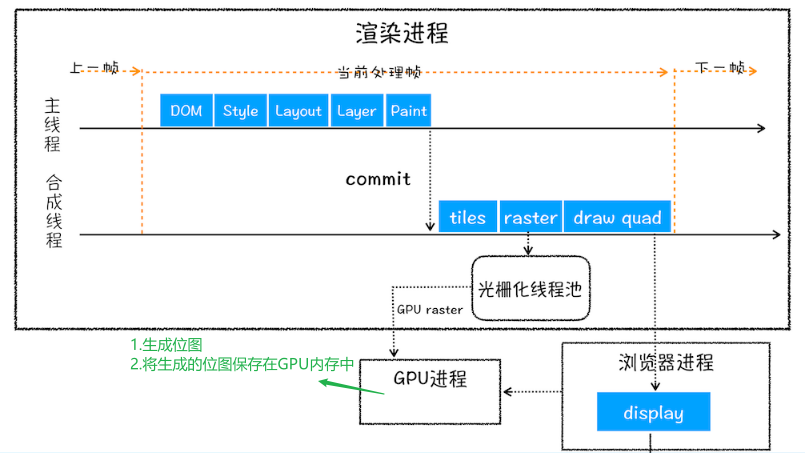 渲染进程
上一帧
当前处理帧
下一帧
主线程
DOM
Style
Layout
Layer
Paint
commit
合成线程
tiles
raster
draw quad
光栅化线程池
GPU raster
1.生成位图
2.将生成的位图保存在GPU内存中
GPU进程
浏览器进程
display